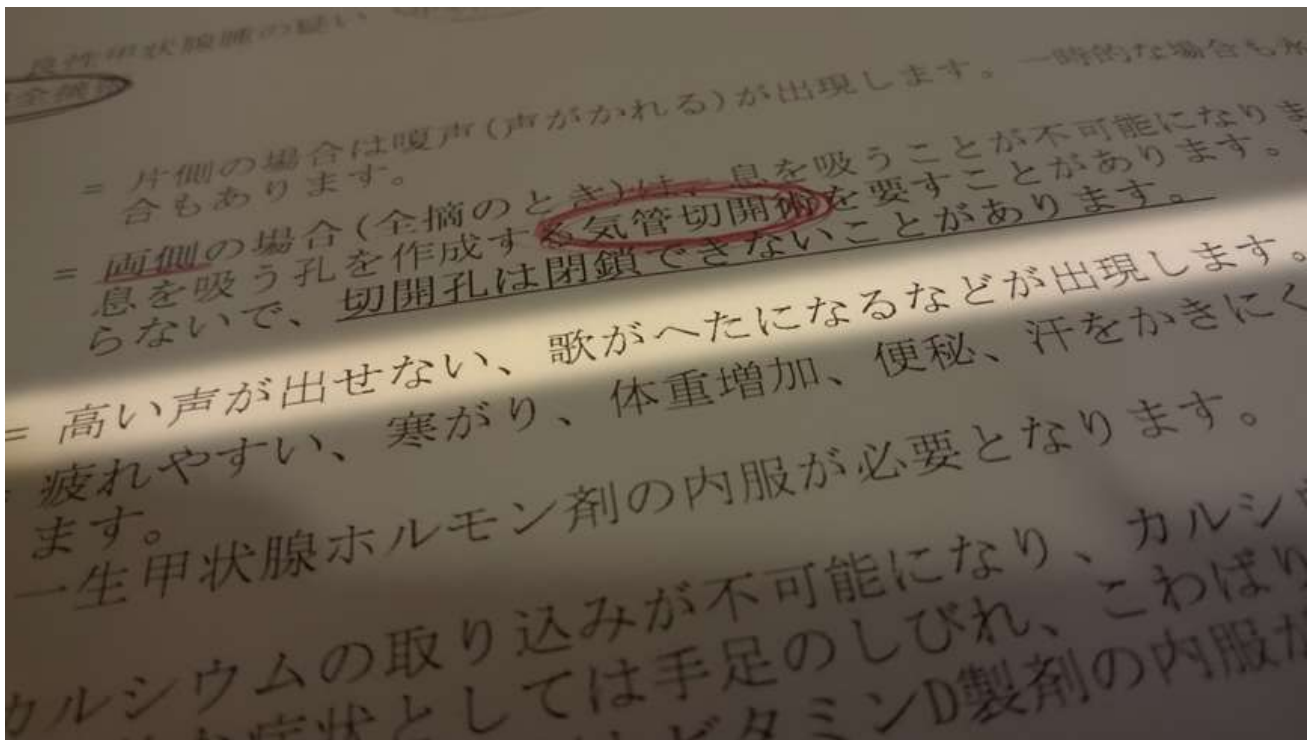 良性甲状腺腫の疑い
全摘術
= 片側の場合は嗄声(声がかれる)が出現します。一時的な場合も永
合もあります。
= 両側の場合(全摘のとき)は、息を吸うことが不可能になりま
息を吸う孔を作成する気管切開術を要すことがあります。
らないで、切開孔は閉鎖できないことがあります。
= 高い声が出せない、歌がへたになるなどが出現します。
= 疲れやすい、寒がり、体重増加、便秘、汗をかきにく
ます。
一生甲状腺ホルモン剤の内服が必要となります。
カルシウムの取り込みが不可能になり、カルシ
症状としては手足のしびれ、こわばり
ビタミンD製剤の内服が